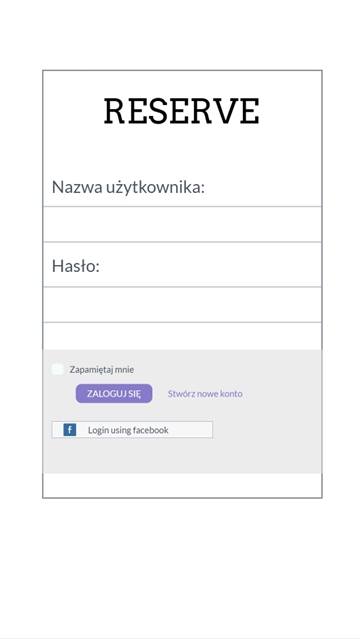 RESERVE
Nazwa użytkownika:
Hasło:
Zapamiętaj mnie
ZALOGUJ SIĘ Stwórz nowe konto
f Login using facebook